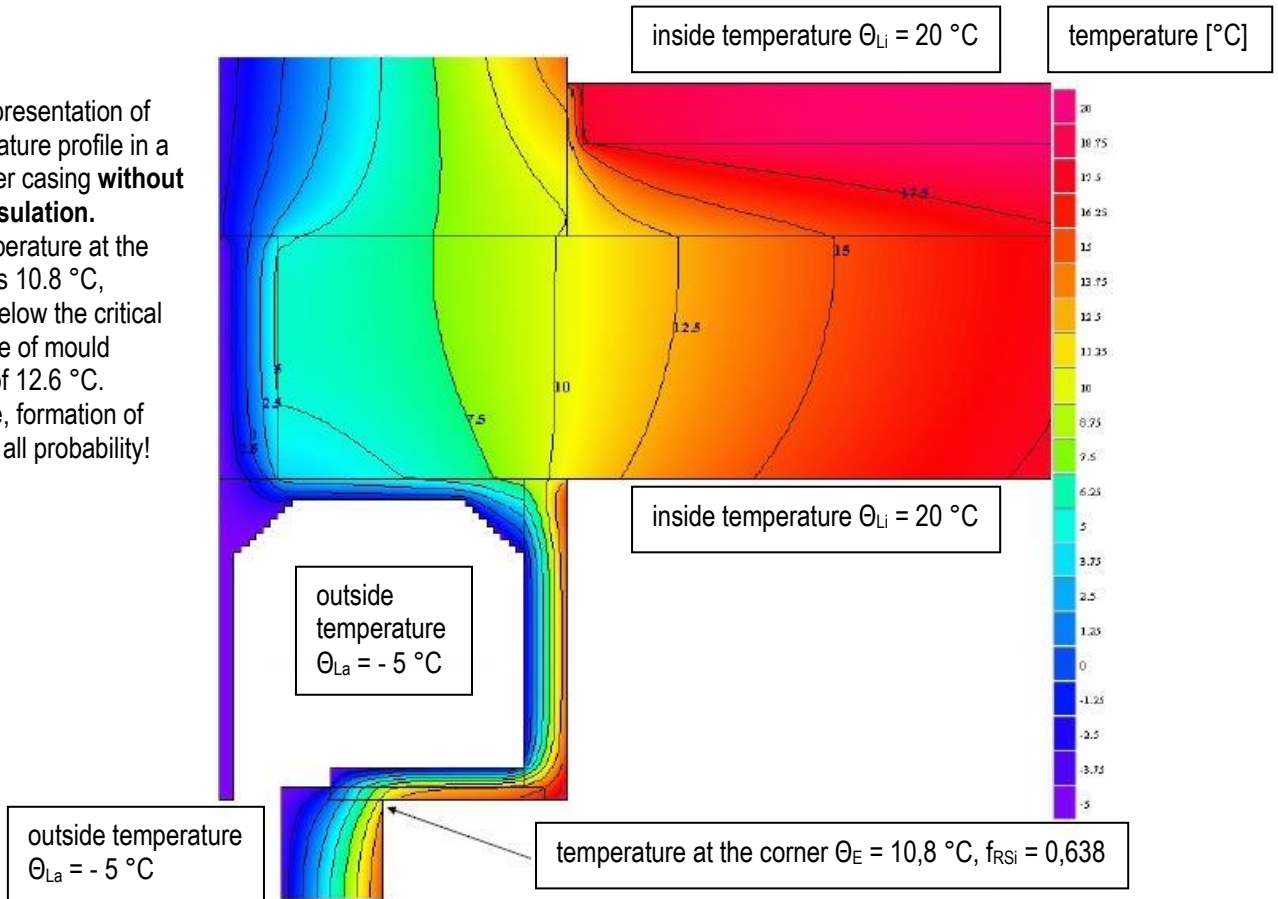 presentation of
ature profile in a
er casing without
sulation.
perature at the
s 10.8 °C,
elow the critical
e of mould
of 12.6 °C.
e, formation of
all probability!
inside temperature ΘLi = 20 °C
temperature [°C]
20
18.75
17.5
16.25
15
13.75
12.5
11.25
10
8.75
7.5
6.25
5
3.75
2.5
1.25
0
-1.25
-2.5
-3.75
-5
17.5
15
12.5
10
7.5
5
2.5
0
inside temperature ΘLi = 20 °C
outside
temperature
ΘLa = - 5 °C
outside temperature
ΘLa = - 5 °C
temperature at the corner ΘE = 10,8 °C, fRSi = 0,638